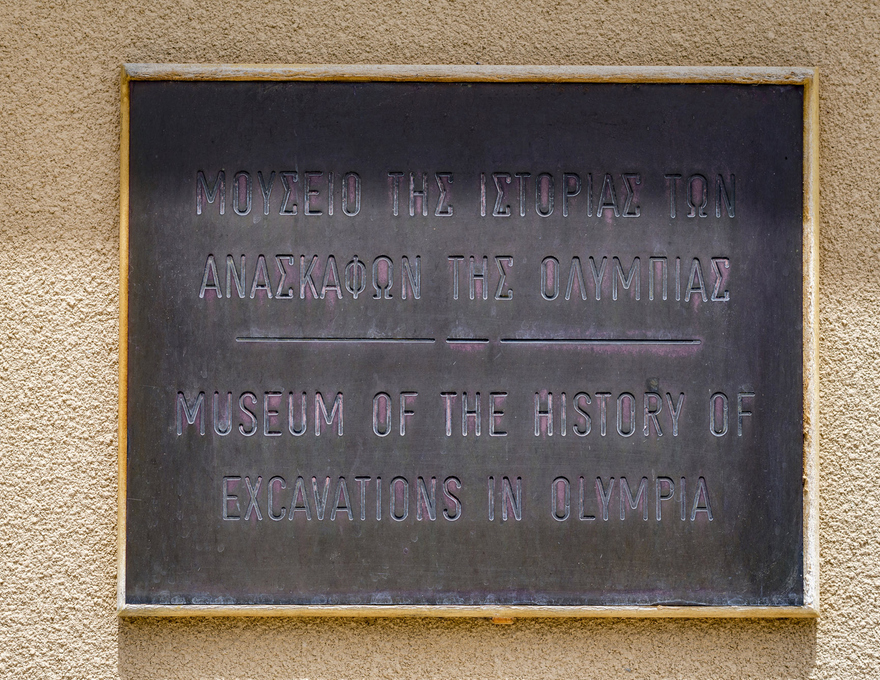 ΜΟΥΣΕΙΟ ΤΗΣ ΙΣΤΟΡΙΑΣ ΤΩΝ
ΑΝΑΣΚΑΦΩΝ ΤΗΣ ΟΛΥΜΠΙΑΣ
MUSEUM OF THE HISTORY OF
EXCAVATIONS IN OLYMPIA